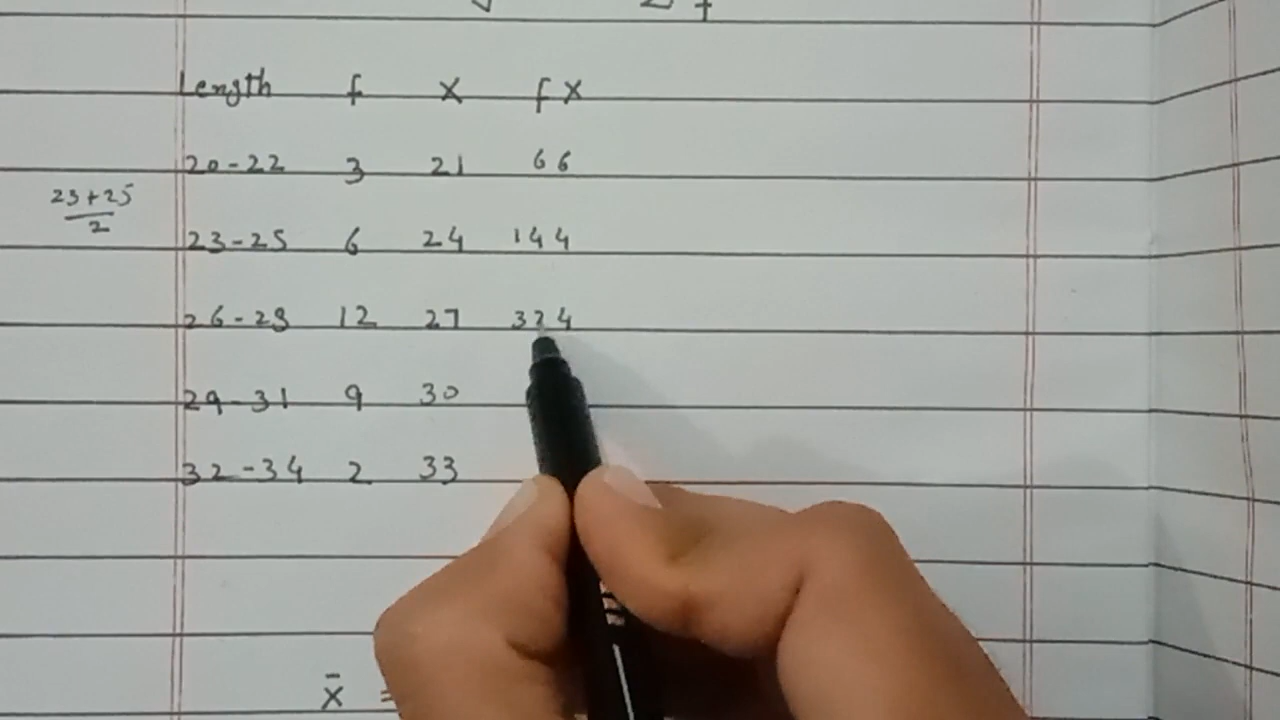 Σf
Length f X fX
20-22 3 21 66
23+25
2
23-25 6 24 144
26-28 12 27 324
29-31 9 30
32-34 2 33
x̄ =